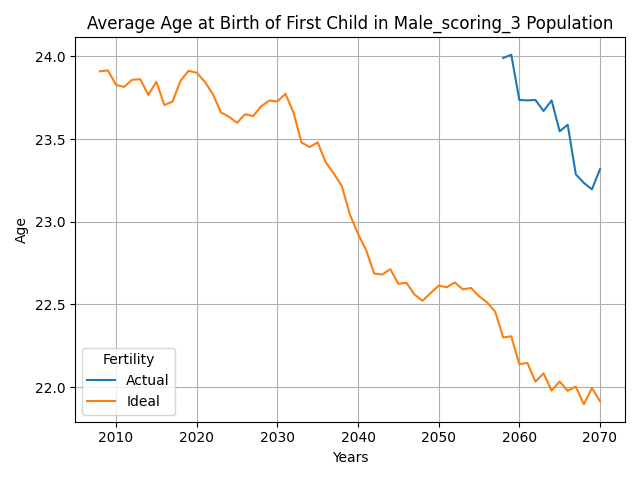 Average Age at Birth of First Child in Male_scoring_3 Population
Age
24.0
23.5
23.0
22.5
22.0
Fertility
Actual
Ideal
2010 2020 2030 2040 2050 2060 2070
Years